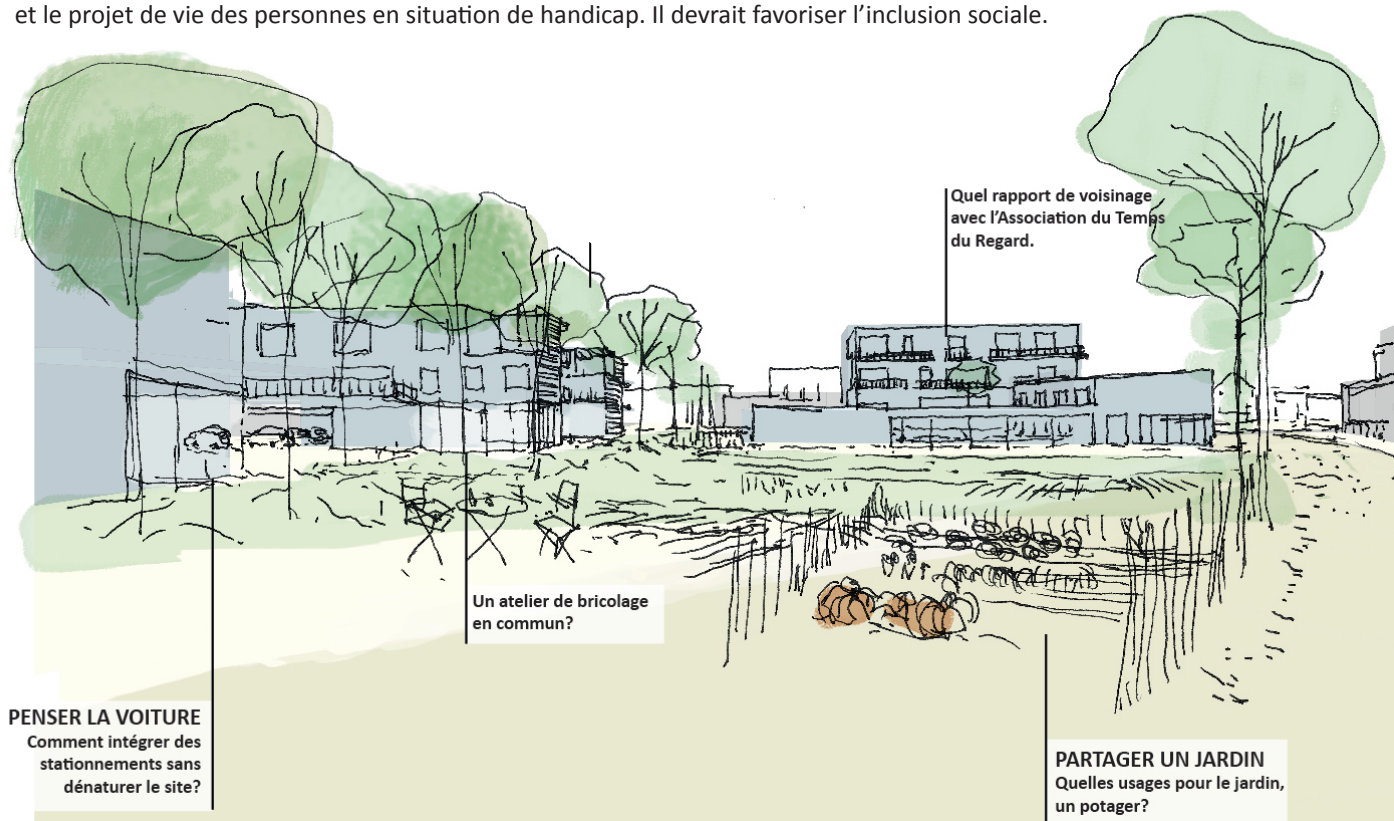 et le projet de vie des personnes en situation de handicap. Il devrait favoriser l'inclusion sociale.
Quel rapport de voisinage
avec l'Association du Temps
du Regard.
Un atelier de bricolage
en commun?
PENSER LA VOITURE
Comment intégrer des
stationnements sans
dénaturer le site?
PARTAGER UN JARDIN
Quelles usages pour le jardin,
un potager?